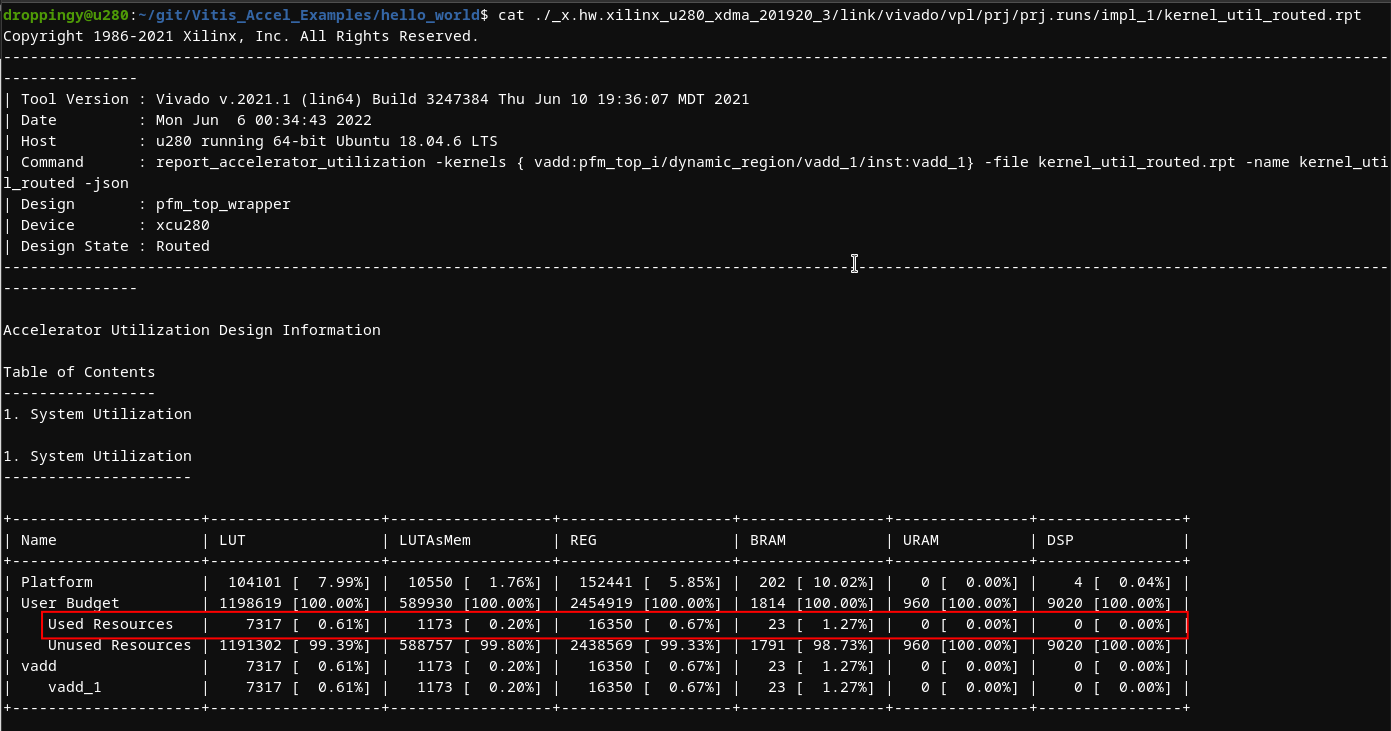 droppingy@u280:~/git/Vitis_Accel_Examples/hello_world$ cat ./_x.hw.xilinx_u280_xdma_201920_3/link/vivado/vpl/prj/prj.runs/impl_1/kernel_util_routed.rpt
Copyright 1986-2021 Xilinx, Inc. All Rights Reserved.
----------------------------------------------------------------------------------------------------------------------------------------------------------
---------------
| Tool Version : Vivado v.2021.1 (lin64) Build 3247384 Thu Jun 10 19:36:07 MDT 2021
| Date         : Mon Jun  6 00:34:43 2022
| Host         : u280 running 64-bit Ubuntu 18.04.6 LTS
| Command      : report_accelerator_utilization -kernels { vadd:pfm_top_i/dynamic_region/vadd_1/inst:vadd_1} -file kernel_util_routed.rpt -name kernel_uti
l_routed -json
| Design       : pfm_top_wrapper
| Device       : xcu280
| Design State : Routed
----------------------------------------------------------------------------------------------------------------------------------------------------------
---------------
Accelerator Utilization Design Information
Table of Contents
-----------------
1. System Utilization
1. System Utilization
---------------------
+---------------------+-------------------+------------------+-------------------+----------------+---------------+----------------+
| Name                | LUT               | LUTAsMem         | REG               | BRAM           | URAM          | DSP            |
+---------------------+-------------------+------------------+-------------------+----------------+---------------+----------------+
| Platform            |  104101 [  7.99%] |  10550 [  1.76%] |  152441 [  5.85%] |  202 [ 10.02%] |   0 [  0.00%] |    4 [  0.04%] |
| User Budget         | 1198619 [100.00%] | 589930 [100.00%] | 2454919 [100.00%] | 1814 [100.00%] | 960 [100.00%] | 9020 [100.00%] |
|    Used Resources   |    7317 [  0.61%] |   1173 [  0.20%] |   16350 [  0.67%] |   23 [  1.27%] |   0 [  0.00%] |    0 [  0.00%] |
|    Unused Resources | 1191302 [ 99.39%] | 588757 [ 99.80%] | 2438569 [ 99.33%] | 1791 [ 98.73%] | 960 [100.00%] | 9020 [100.00%] |
| vadd                |    7317 [  0.61%] |   1173 [  0.20%] |   16350 [  0.67%] |   23 [  1.27%] |   0 [  0.00%] |    0 [  0.00%] |
|    vadd_1           |    7317 [  0.61%] |   1173 [  0.20%] |   16350 [  0.67%] |   23 [  1.27%] |   0 [  0.00%] |    0 [  0.00%] |
+---------------------+-------------------+------------------+-------------------+----------------+---------------+----------------+